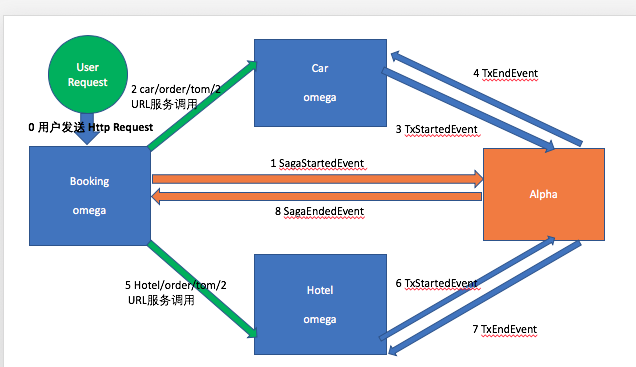 User
Request
0 用户发送 Http Request
2 car/order/tom/2
URL服务调用
Car
omega
4 TxEndEvent
3 TxStartedEvent
Booking
omega
1 SagaStartedEvent
8 SagaEndedEvent
Alpha
5 Hotel/order/tom/2
URL服务调用
Hotel
omega
6 TxStartedEvent
7 TxEndEvent